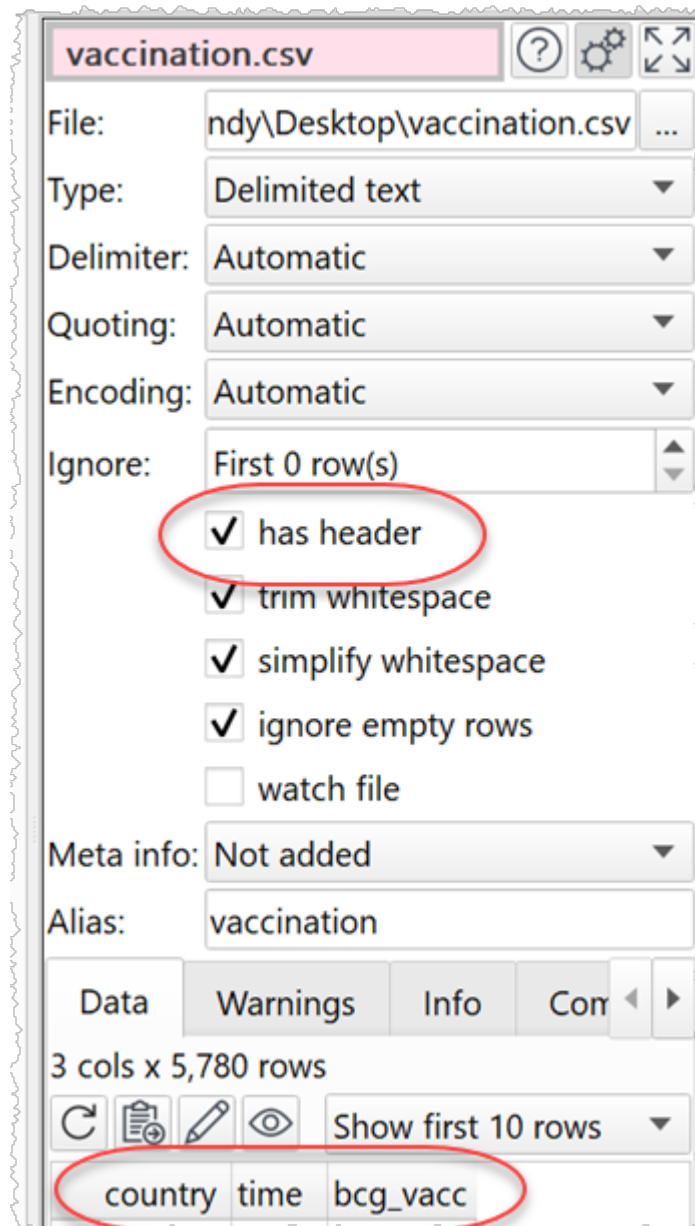 vaccination.csv
File: ndy\Desktop\vaccination.csv ...
Type: Delimited text
Delimiter: Automatic
Quoting: Automatic
Encoding: Automatic
Ignore: First 0 row(s)
has header
trim whitespace
simplify whitespace
ignore empty rows
watch file
Meta info: Not added
Alias: vaccination
Data Warnings Info Com
3 cols x 5,780 rows
Show first 10 rows
country time bcg_vacc